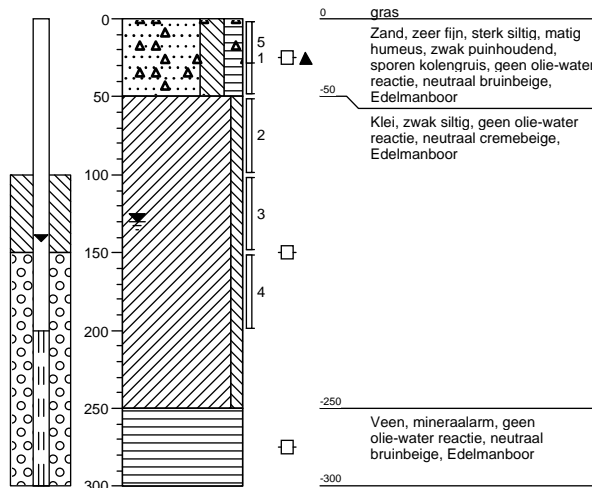 0
50
100
150
200
250
300
5
1
2
3
4
0
gras
Zand, zeer fijn, sterk siltig, matig
humeus, zwak puinhoudend,
sporen kolengruis, geen olie-water
reactie, neutraal bruinbeige,
Edelmanboor
-50
Klei, zwak siltig, geen olie-water
reactie, neutraal cremebeige,
Edelmanboor
-250
Veen, mineraalarm, geen
olie-water reactie, neutraal
bruinbeige, Edelmanboor
-300